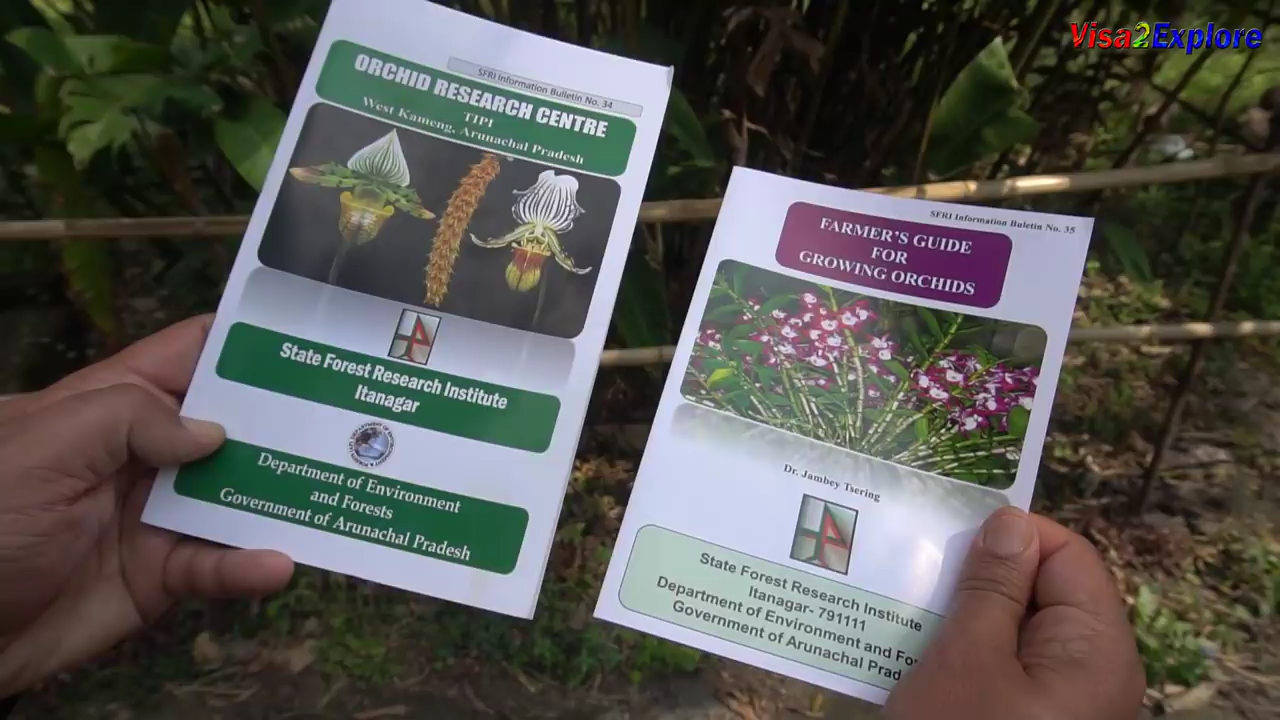 Visa2Explore
SFRI Information Bulletin No. 34
ORCHID RESEARCH CENTRE
TIPI
West Kameng, Arunachal Pradesh
State Forest Research Institute
Itanagar
Department of Environment
and Forests
Government of Arunachal Pradesh
SFRI Information Bulletin No. 35
FARMER'S GUIDE
FOR
GROWING ORCHIDS
Dr. Jambey Tsering
State Forest Research Institute
Itanagar- 791111
Department of Environment and
Government of Arunachal